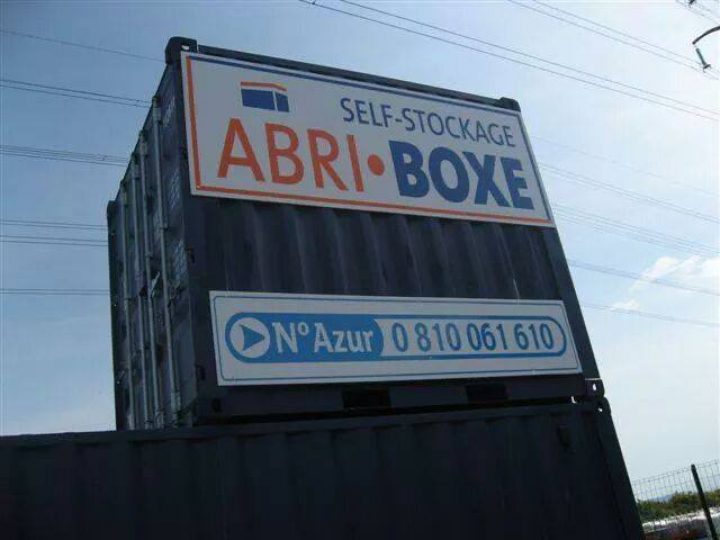 SELF-STOCKAGE
ABRI•BOXE
N° Azur 0 810 061 610